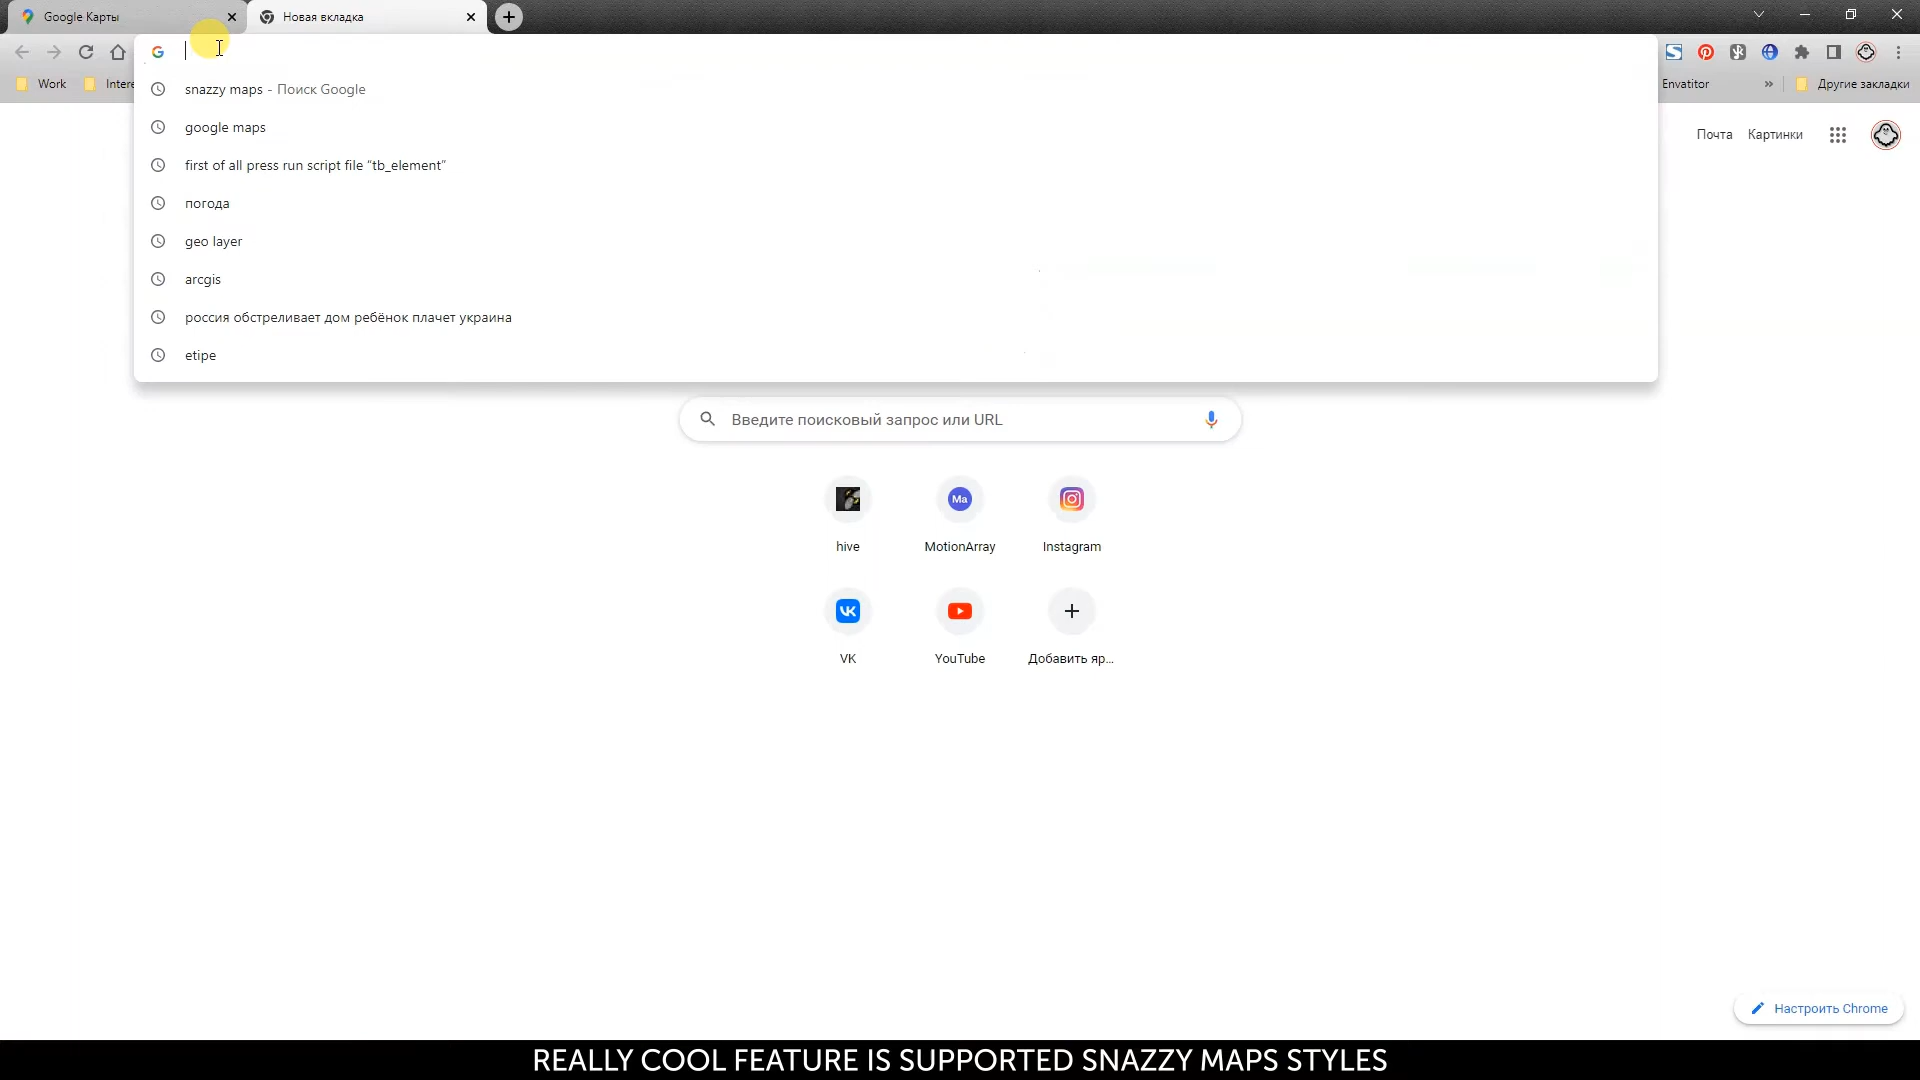 Google Карты
Новая вкладка
Work
Intere
Envatitor
Другие закладки
snazzy maps - Поиск Google
google maps
first of all press run script file “tb_element”
погода
geo layer
arcgis
россия обстреливает дом ребёнок плачет украина
etipe
Почта Картинки
Введите поисковый запрос или URL
Ma
hive MotionArray Instagram
VK YouTube Добавить яр...
Настроить Chrome
REALLY COOL FEATURE IS SUPPORTED SNAZZY MAPS STYLES